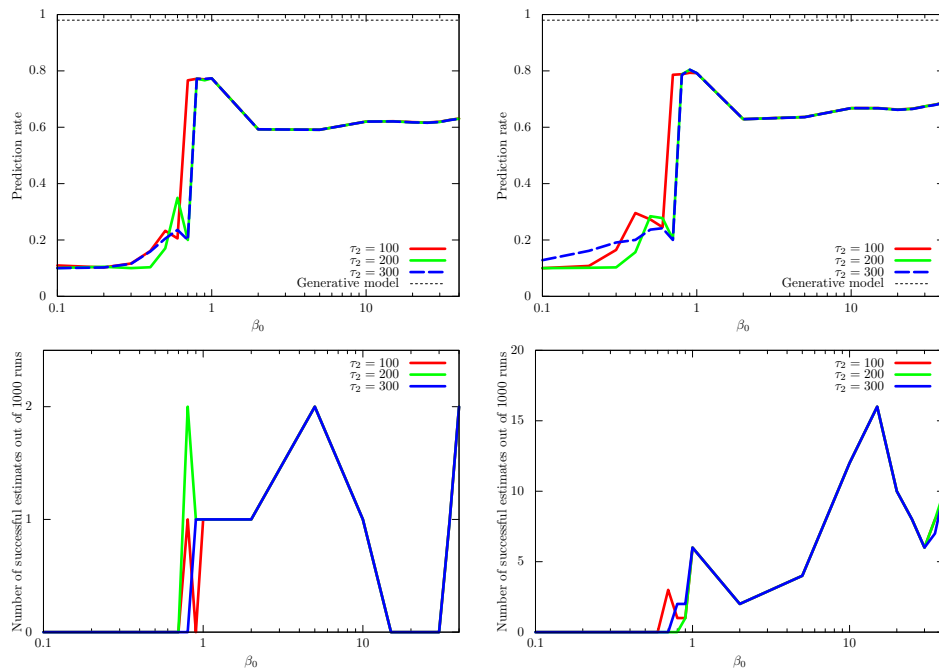 1
0.8
0.6
0.4
0.2
0
Prediction rate
0.1
1
10
β₀
τ₂ = 100
τ₂ = 200
τ₂ = 300
Generative model
1
0.8
0.6
0.4
0.2
0
Prediction rate
0.1
1
10
β₀
τ₂ = 100
τ₂ = 200
τ₂ = 300
Generative model
2
1
0
Number of successful estimates out of 1000 runs
0.1
1
10
β₀
τ₂ = 100
τ₂ = 200
τ₂ = 300
20
15
10
5
0
Number of successful estimates out of 1000 runs
0.1
1
10
β₀
τ₂ = 100
τ₂ = 200
τ₂ = 300